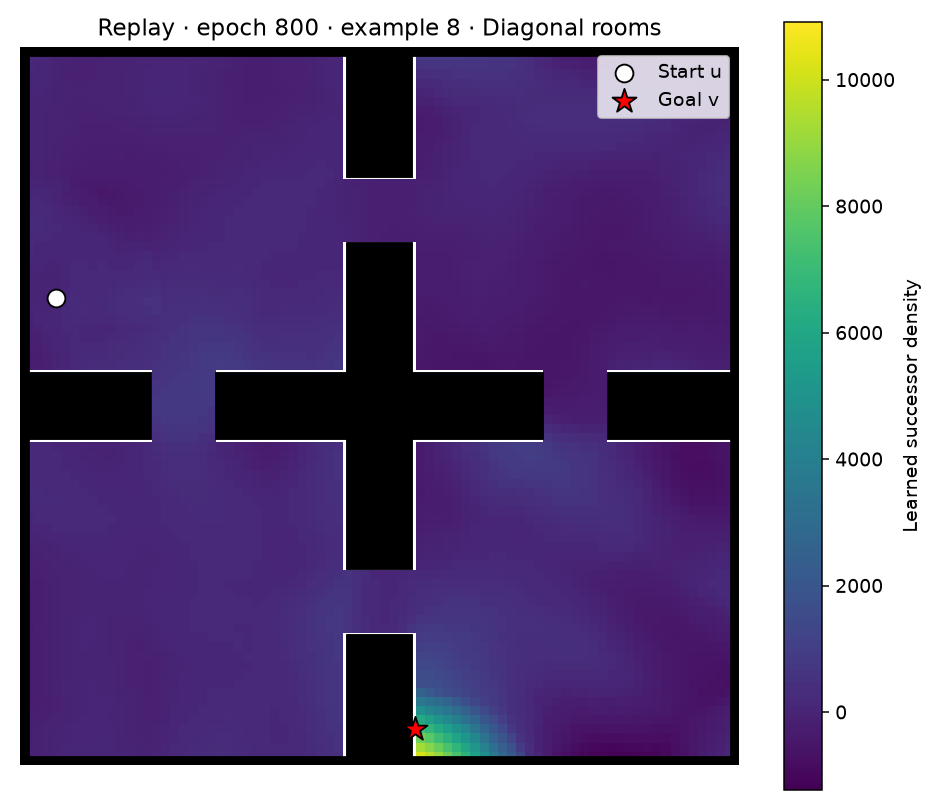 Replay · epoch 800 · example 8 · Diagonal rooms
Start u
Goal v
10000
8000
6000
4000
2000
0
Learned successor density